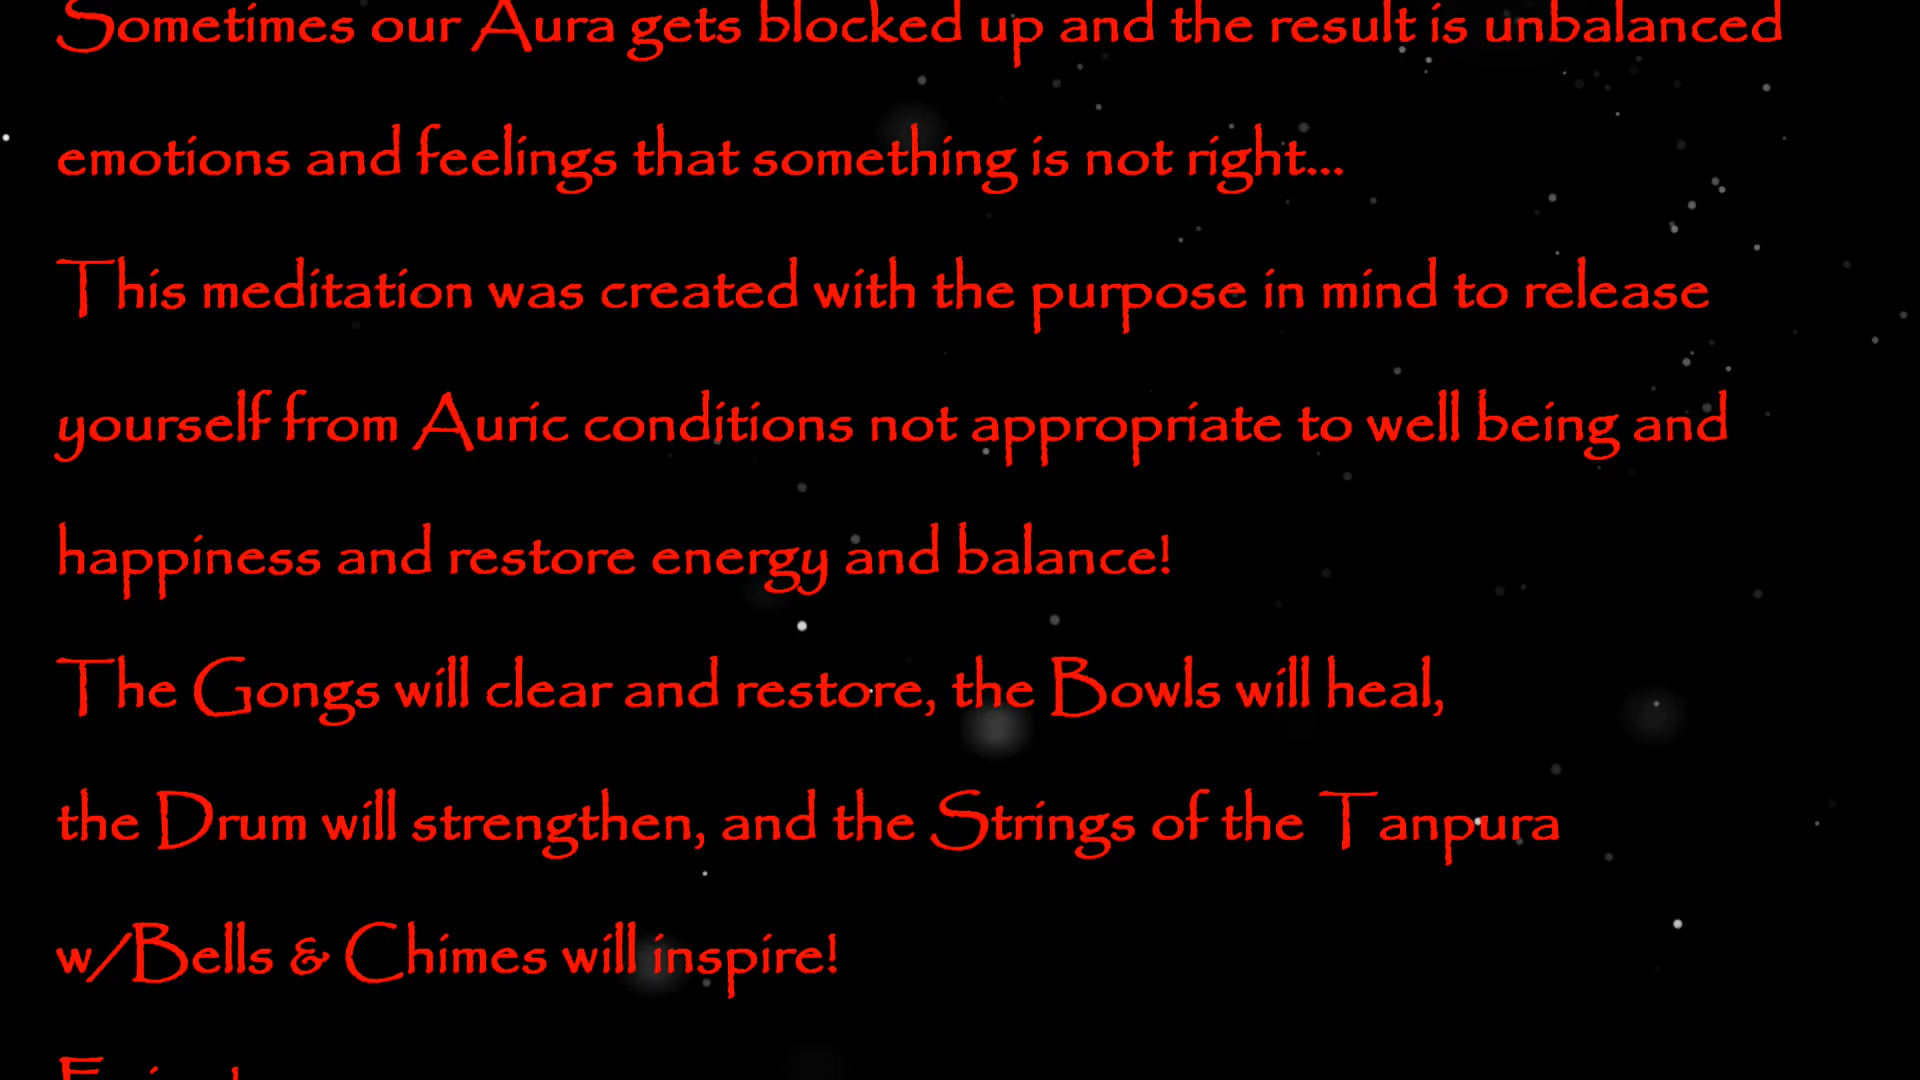 Sometimes our Aura gets blocked up and the result is unbalanced
emotions and feelings that something is not right...
This meditation was created with the purpose in mind to release
yourself from Auric conditions not appropriate to well being and
happiness and restore energy and balance!
The Gongs will clear and restore, the Bowls will heal,
the Drum will strengthen, and the Strings of the Tanpura
w/Bells & Chimes will inspire!